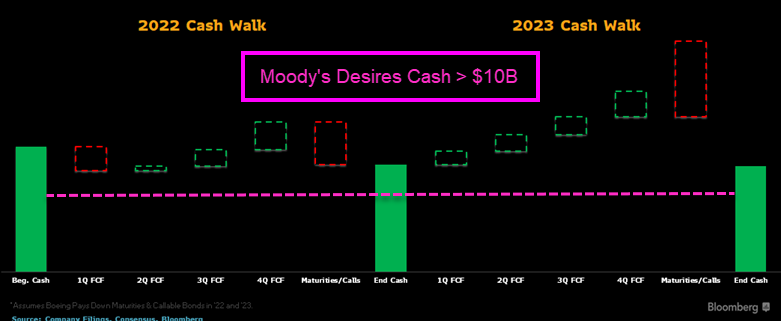 2022 Cash Walk
2023 Cash Walk
Moody's Desires Cash > $10B
Beg. Cash 1Q FCF 2Q FCF 3Q FCF 4Q FCF Maturities/Calls End Cash 1Q FCF 2Q FCF 3Q FCF 4Q FCF Maturities/Calls End Cash
*Assumes Boeing Pays Down Maturities & Callable Bonds in '22 and '23.
Bloomberg
Source: Company Filings, Consensus, Bloomberg